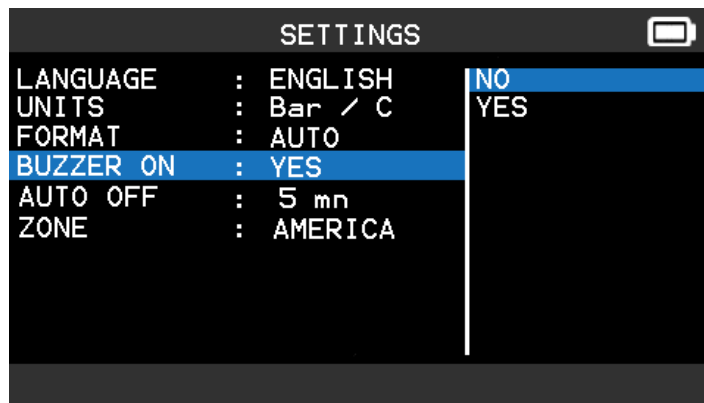 SETTINGS
LANGUAGE : ENGLISH
UNITS : Bar / C
FORMAT : AUTO
BUZZER ON : YES
AUTO OFF : 5 mn
ZONE : AMERICA
NO
YES